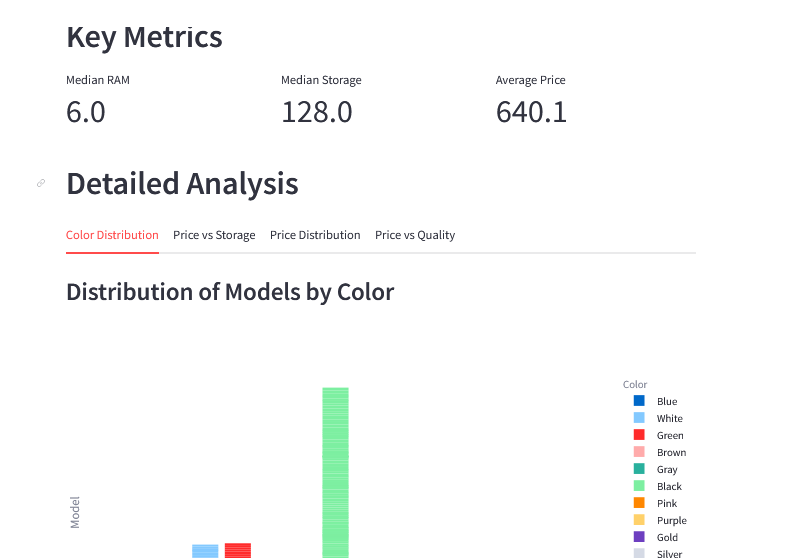 Key Metrics
Median RAM Median Storage Average Price
6.0 128.0 640.1
Detailed Analysis
Color Distribution Price vs Storage Price Distribution Price vs Quality
Distribution of Models by Color
Color
Blue
White
Green
Brown
Gray
Black
Pink
Purple
Gold
Silver
Model